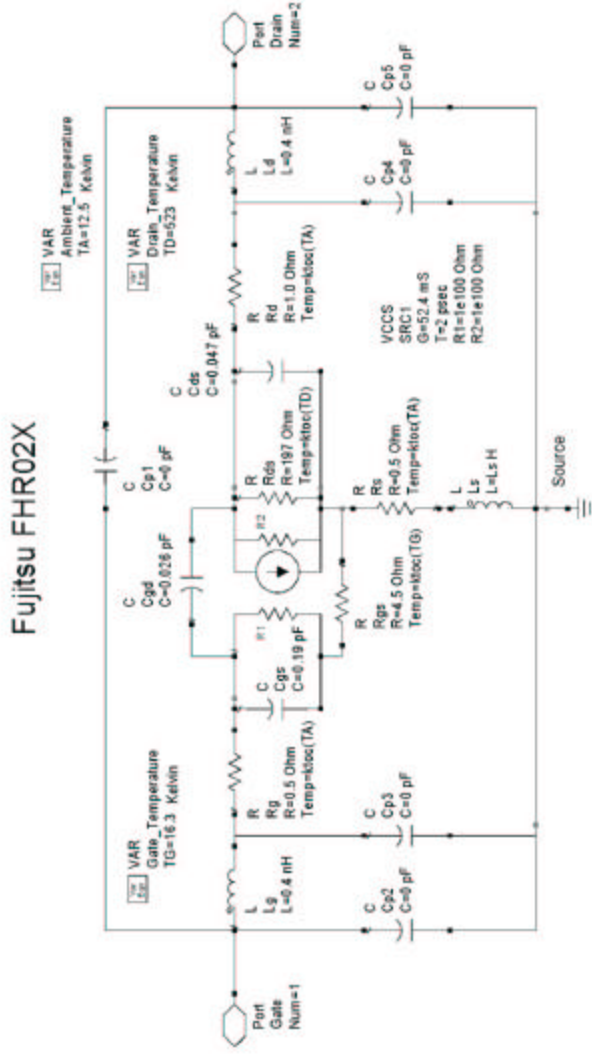 Fujitsu FHR02X
VAR
Ambient_Temperature
TA=12.5 Kelvin
VAR
Drain_Temperature
TD=523 Kelvin
VAR
Gate_Temperature
TG=16.3 Kelvin
C
Cp1
C=0 pF
C
Cgd
C=0.026 pF
C
Cds
C=0.047 pF
Port
Gate
Num=1
L
Lg
L=0.4 nH
R
Rg
R=0.5 Ohm
Temp=ktoc(TA)
C
Cgs
C=0.19 pF
R1
R2
R
Rds
R=197 Ohm
Temp=ktoc(TD)
R
Rd
R=1.0 Ohm
Temp=ktoc(TA)
L
Ld
L=0.4 nH
Port
Drain
Num=2
R
Rgs
R=4.5 Ohm
Temp=ktoc(TG)
R
Rs
R=0.5 Ohm
Temp=ktoc(TA)
L
Ls
L=Ls H
VCCS
SRC1
G=52.4 mS
T=2 psec
R1=1e100 Ohm
R2=1e100 Ohm
C
Cp2
C=0 pF
C
Cp3
C=0 pF
C
Cp4
C=0 pF
C
Cp5
C=0 pF
Source